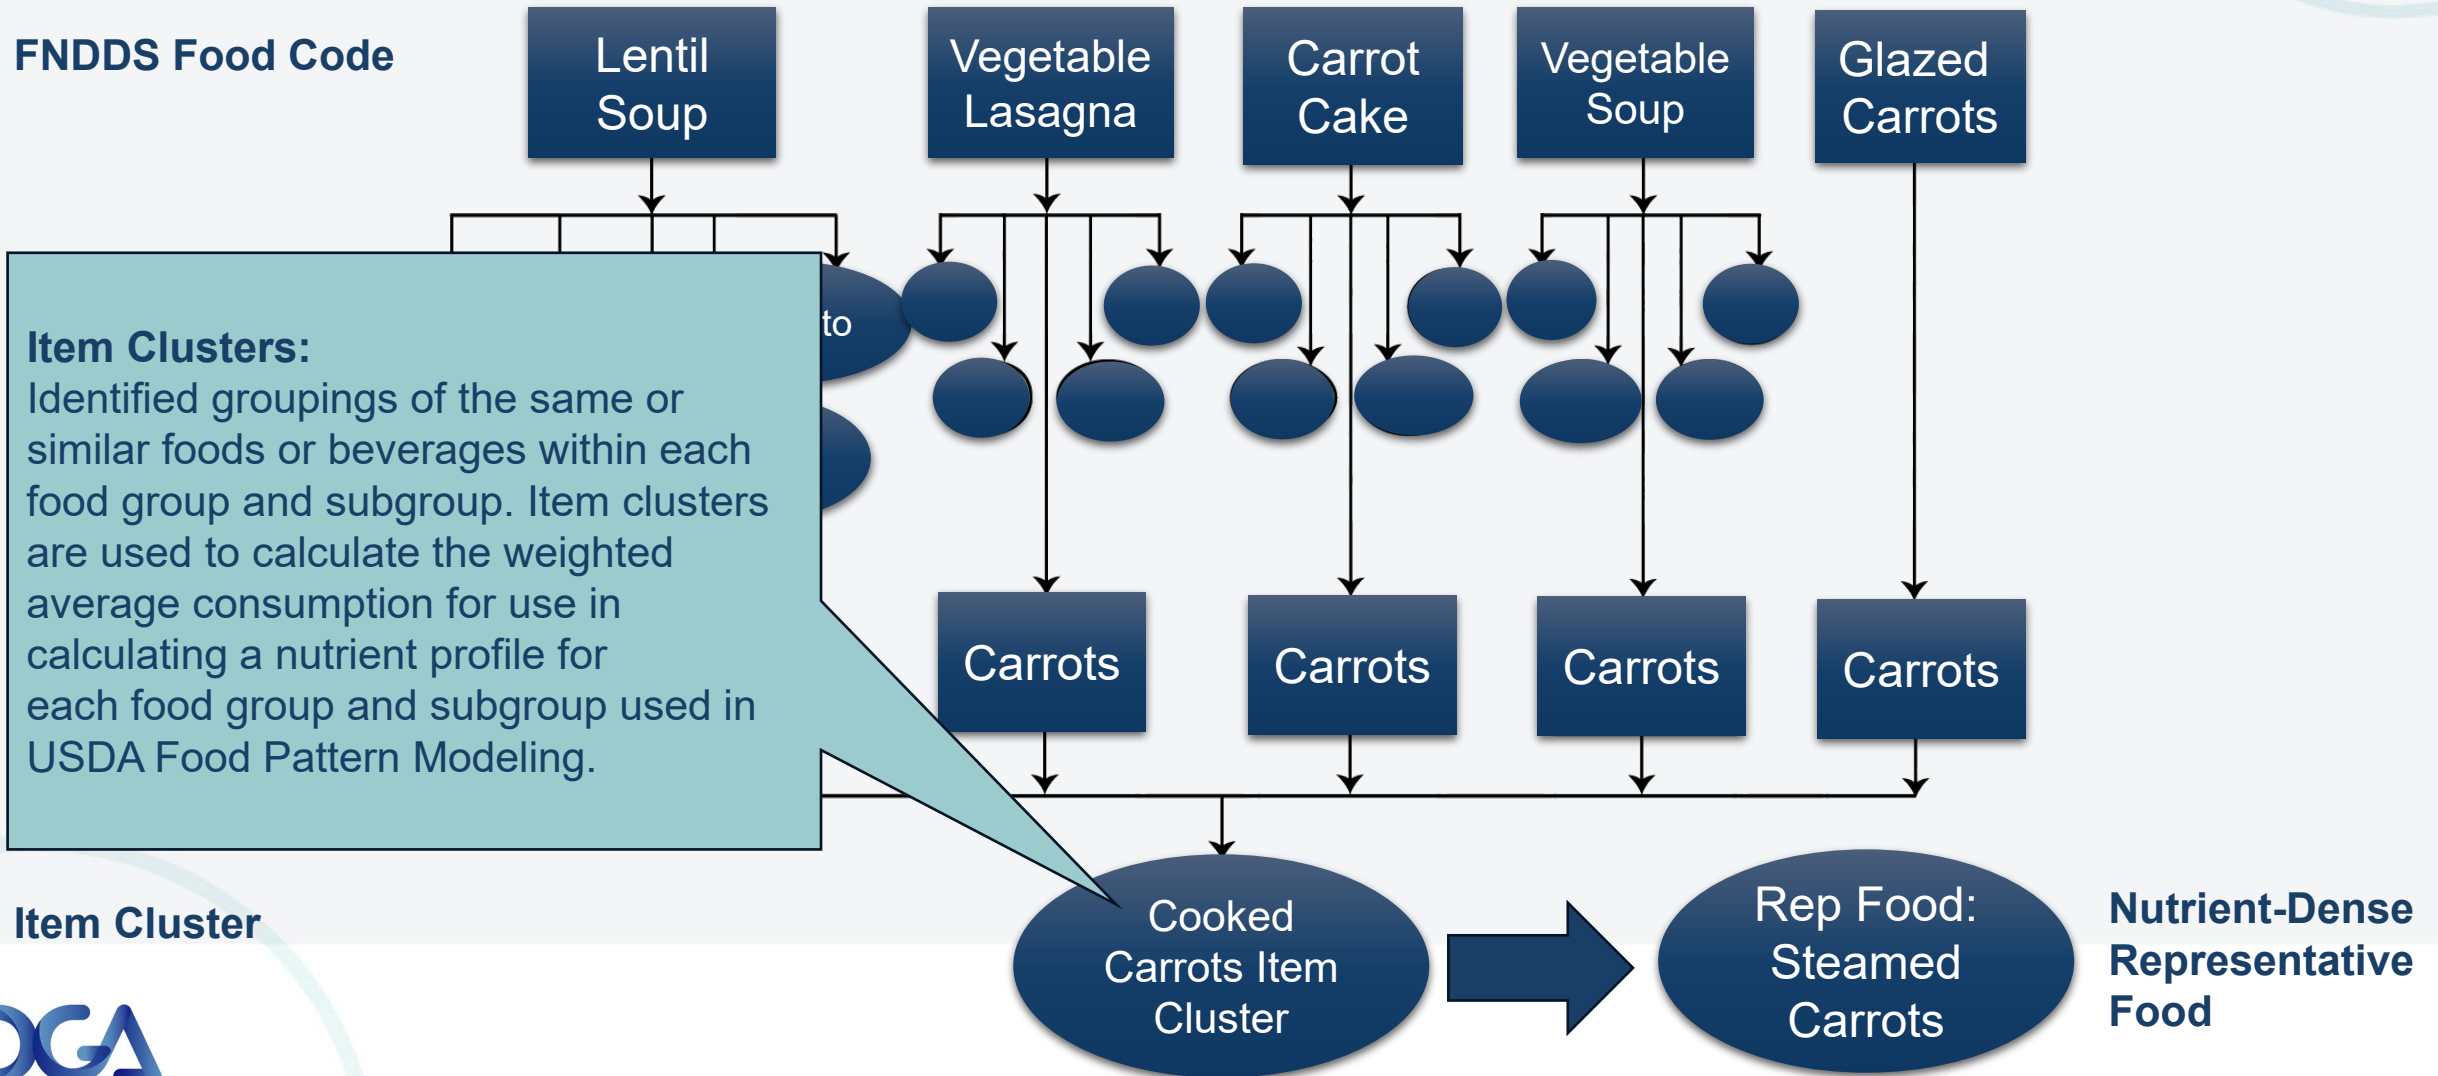 FNDDS Food Code
Lentil
Soup
Vegetable
Lasagna
Carrot
Cake
Vegetable
Soup
Glazed
Carrots
to
Item Clusters:
Identified groupings of the same or
similar foods or beverages within each
food group and subgroup. Item clusters
are used to calculate the weighted
average consumption for use in
calculating a nutrient profile for
each food group and subgroup used in
USDA Food Pattern Modeling.
Carrots
Carrots
Carrots
Carrots
Item Cluster
Cooked
Carrots Item
Cluster
Rep Food:
Steamed
Carrots
Nutrient-Dense
Representative
Food
DGA